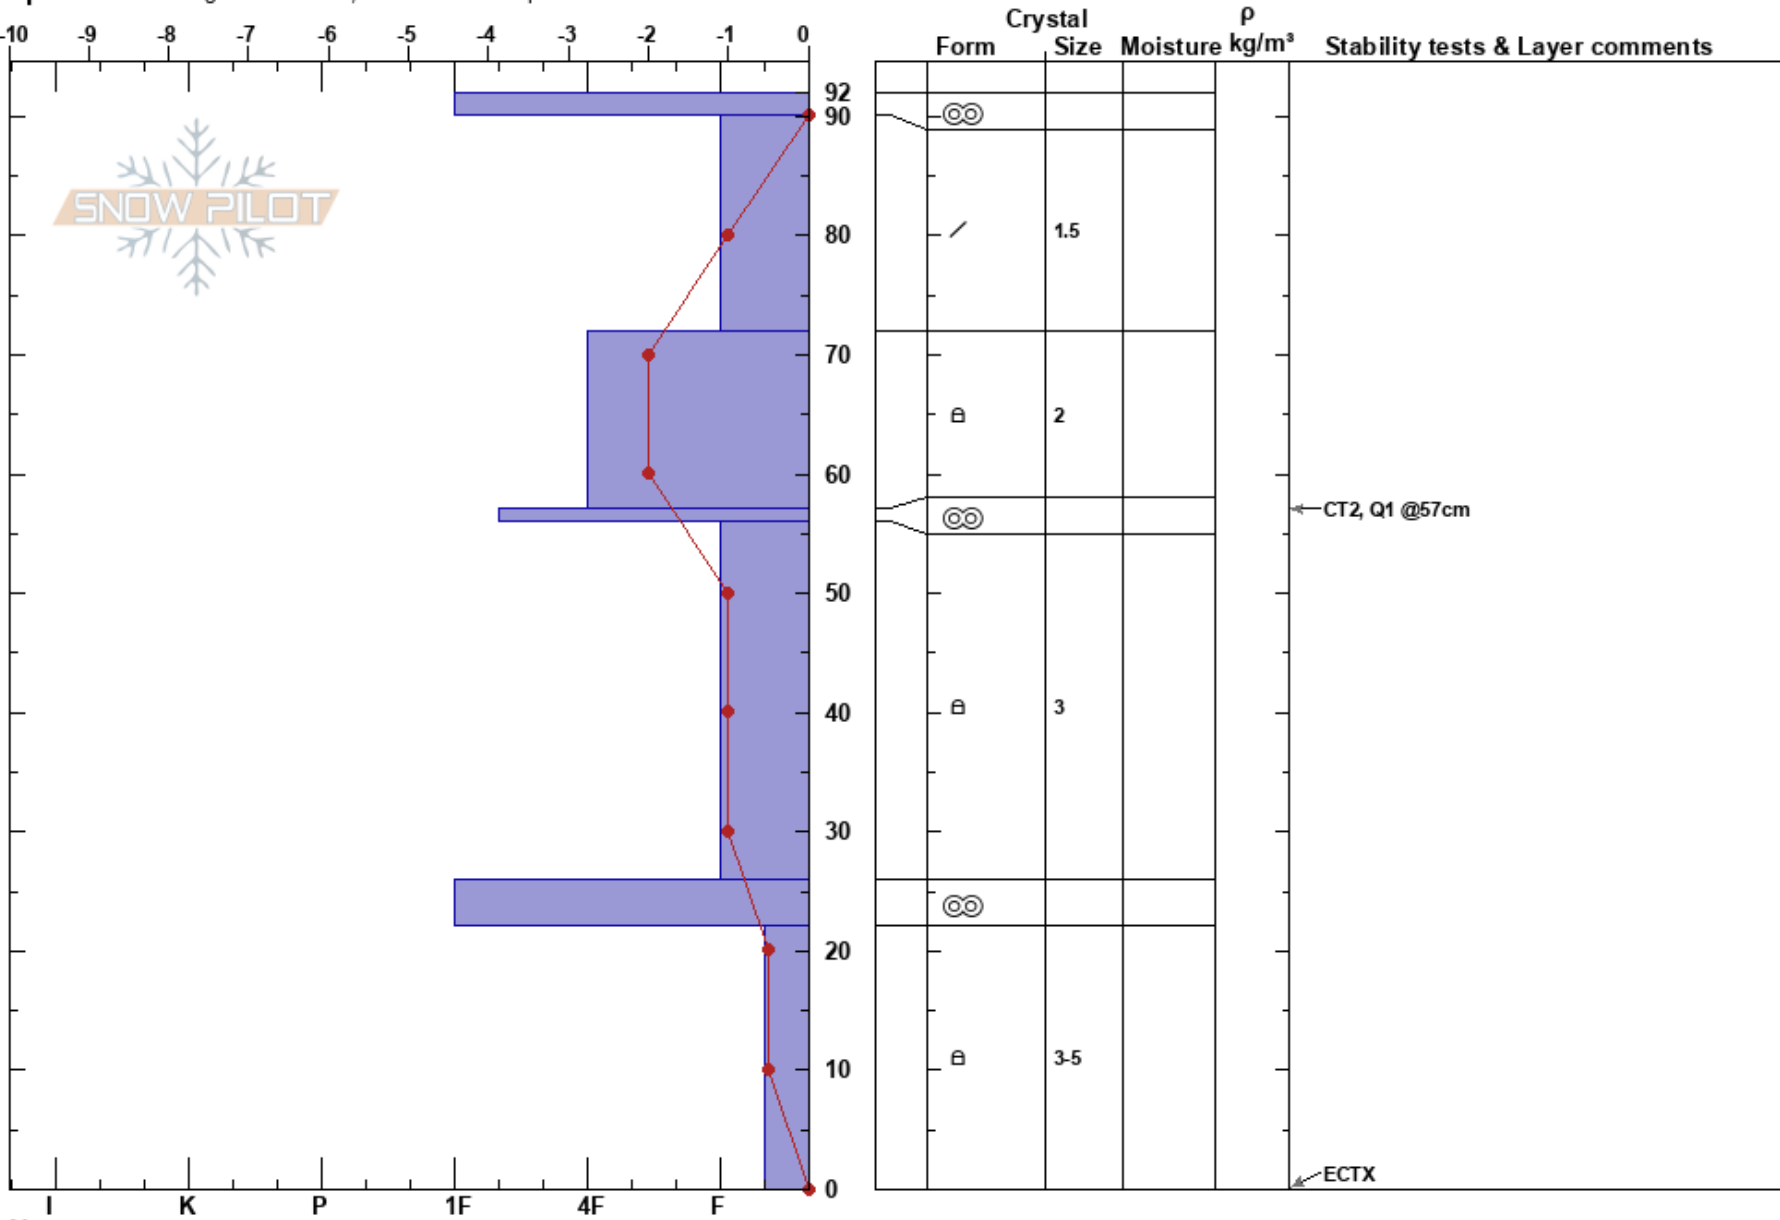 Crystal ρ
-10 -9 -8 -7 -6 -5 -4 -3 -2 -1 0 Form Size Moisture kg/m³ Stability tests & Layer comments
92
90
SNOW PILOT
80 1.5
70
2
60
CT2, Q1 @57cm
50
40 3
30
20
10 3-5
0 ECTX
I K P 1F 4F F